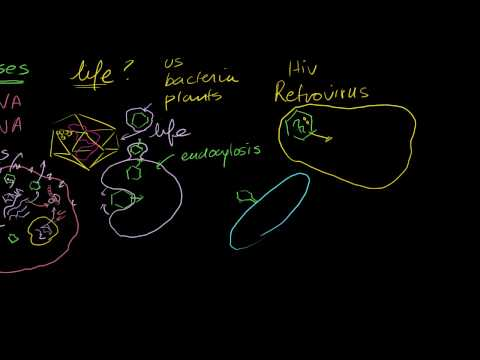 ses
life ?
us
bacteria
plants
HIV
Retrovirus
NA
NA
life
endocytosis
s